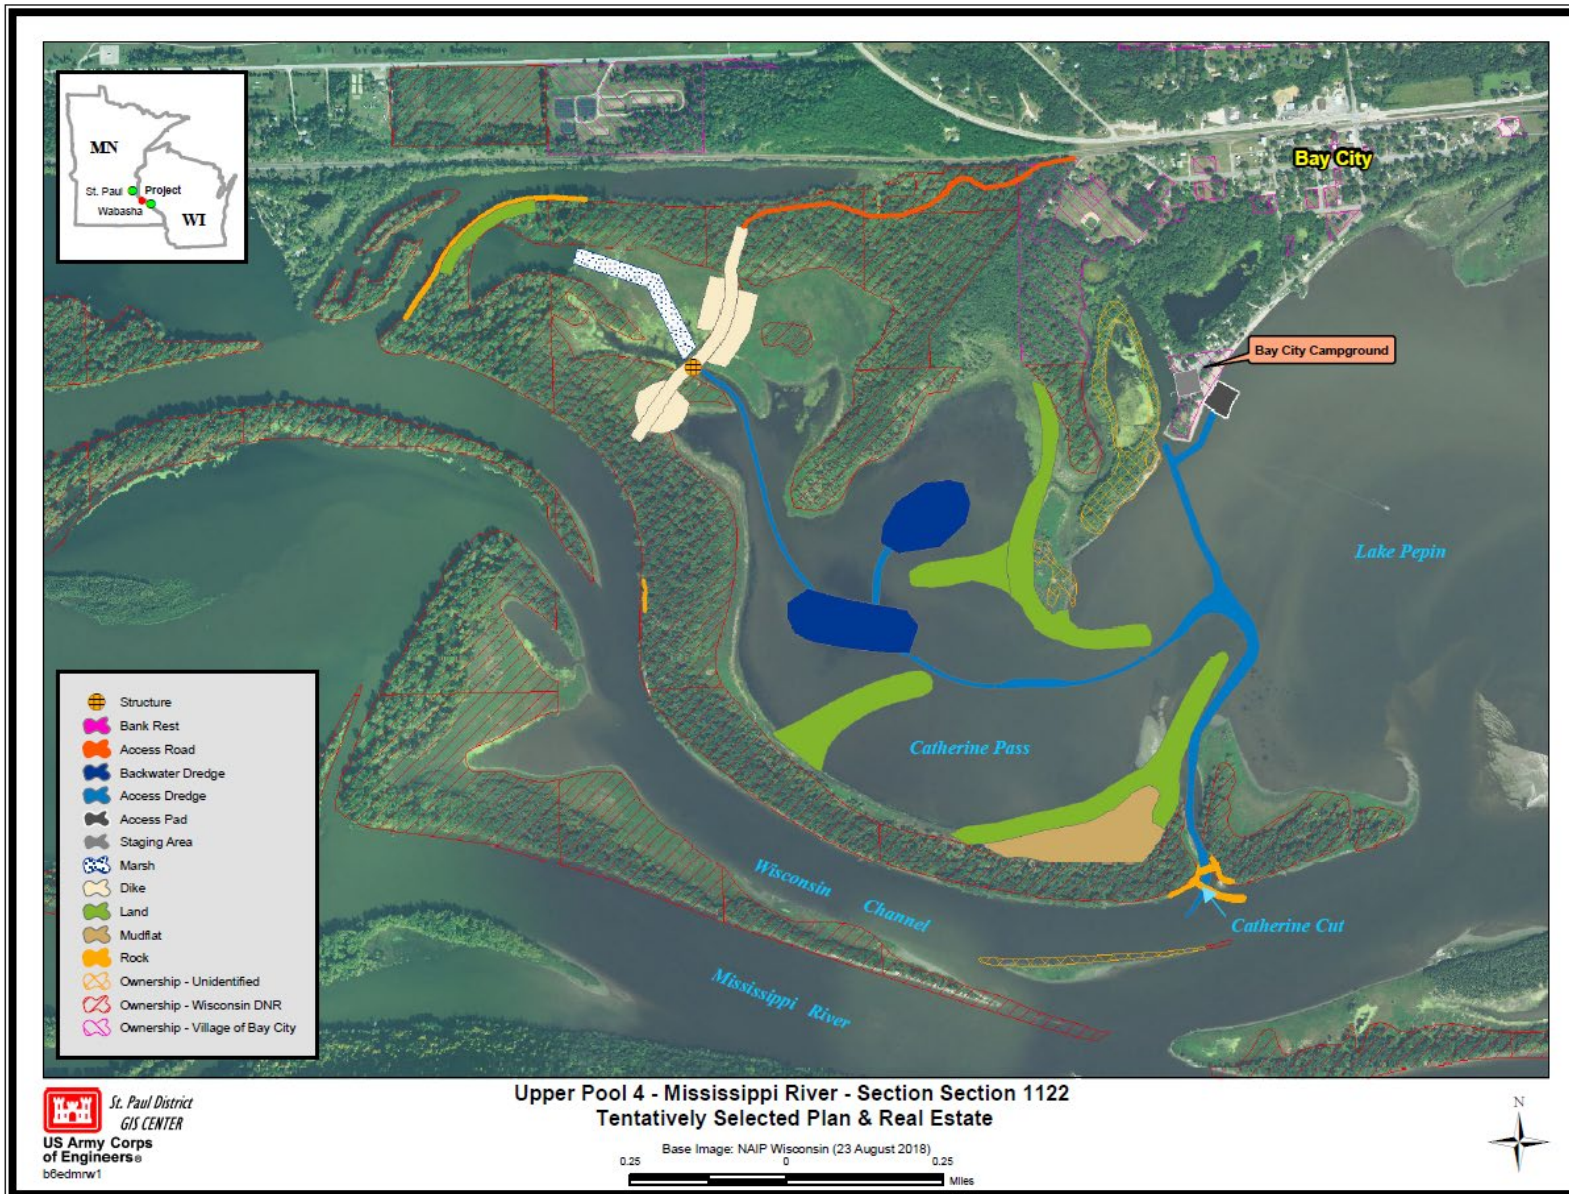 MN
St. Paul
Project
Wabasha
WI
Bay City
Bay City Campground
Lake Pepin
Catherine Pass
Wisconsin Channel
Catherine Cut
Mississippi River
Structure
Bank Rest
Access Road
Backwater Dredge
Access Dredge
Access Pad
Staging Area
Marsh
Dike
Land
Mudflat
Rock
Ownership - Unidentified
Ownership - Wisconsin DNR
Ownership - Village of Bay City
St. Paul District
GIS CENTER
US Army Corps
of Engineers®
b6edmrw1
Upper Pool 4 - Mississippi River - Section Section 1122
Tentatively Selected Plan & Real Estate
Base Image: NAIP Wisconsin (23 August 2018)
0.25 0 0.25
Miles
N